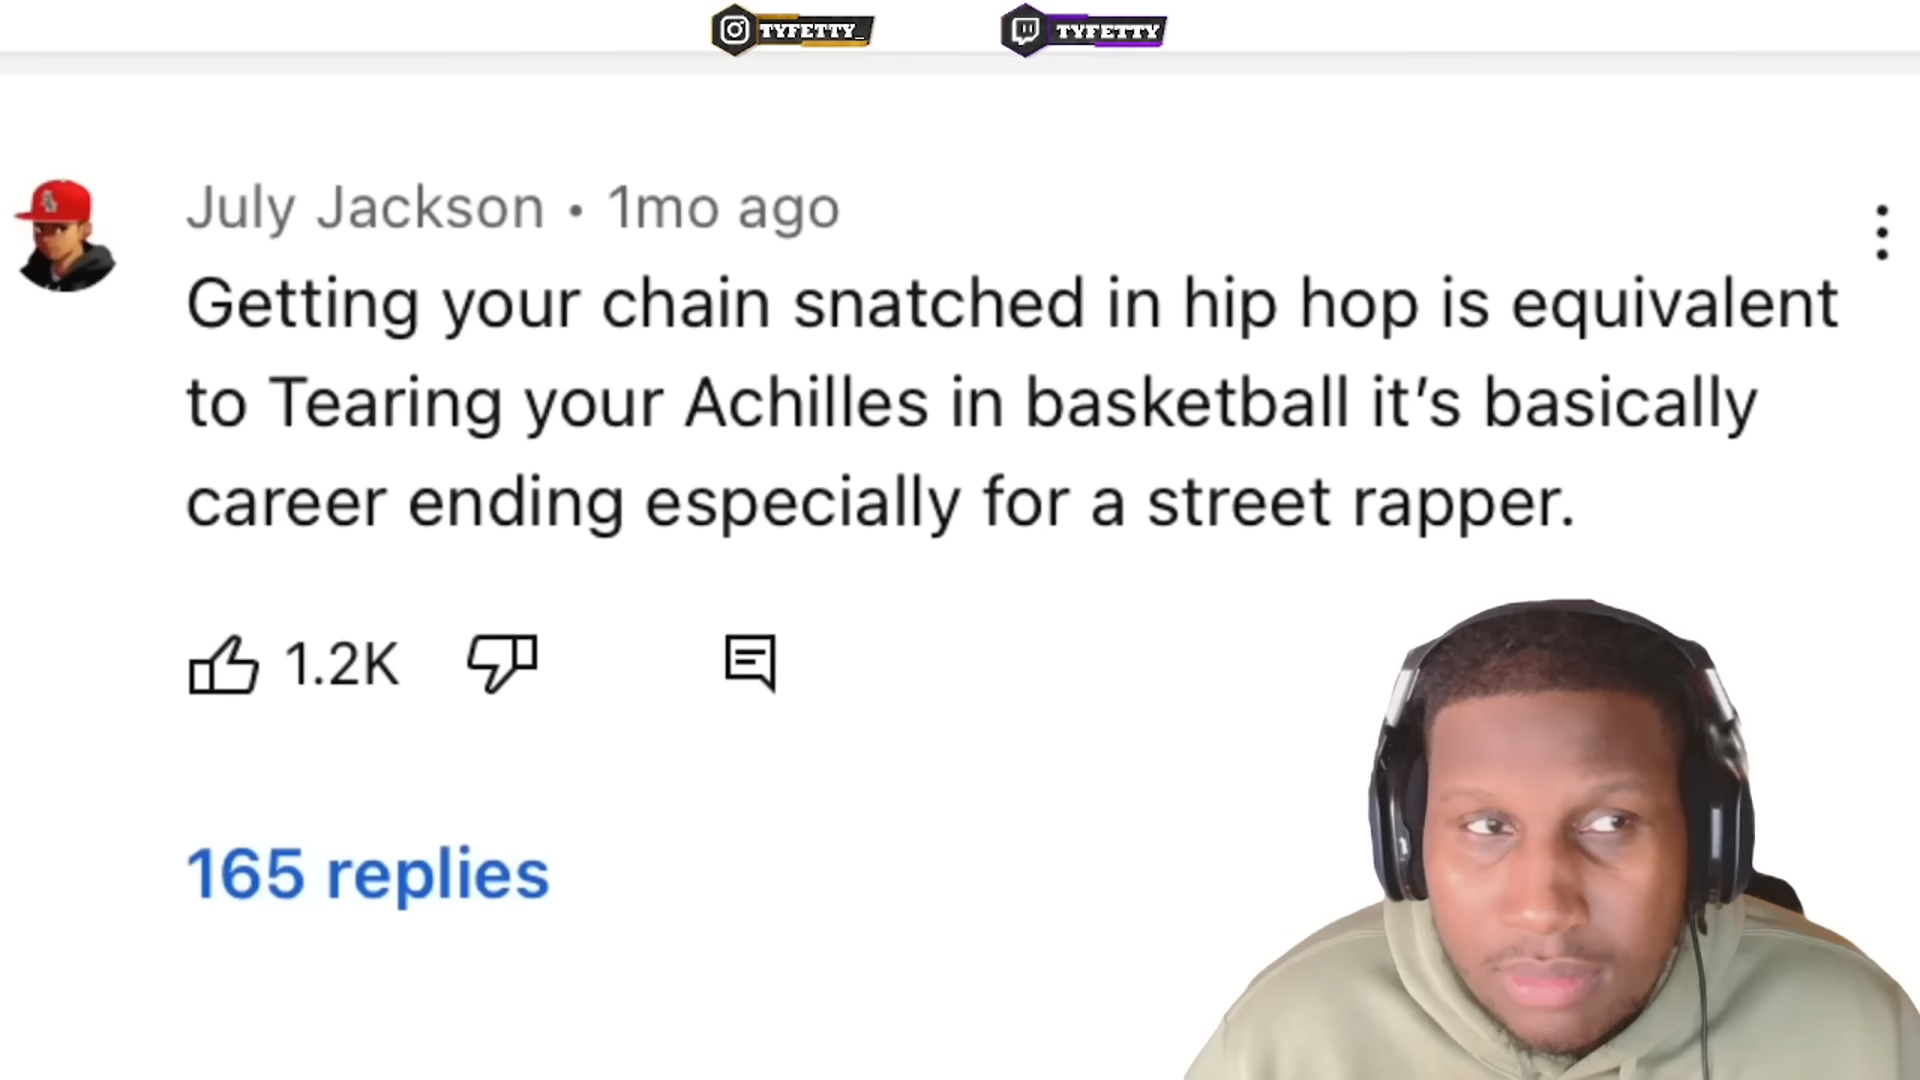 TYFETTY_
TYFETTY
July Jackson • 1mo ago
Getting your chain snatched in hip hop is equivalent
to Tearing your Achilles in basketball it’s basically
career ending especially for a street rapper.
1.2K
165 replies